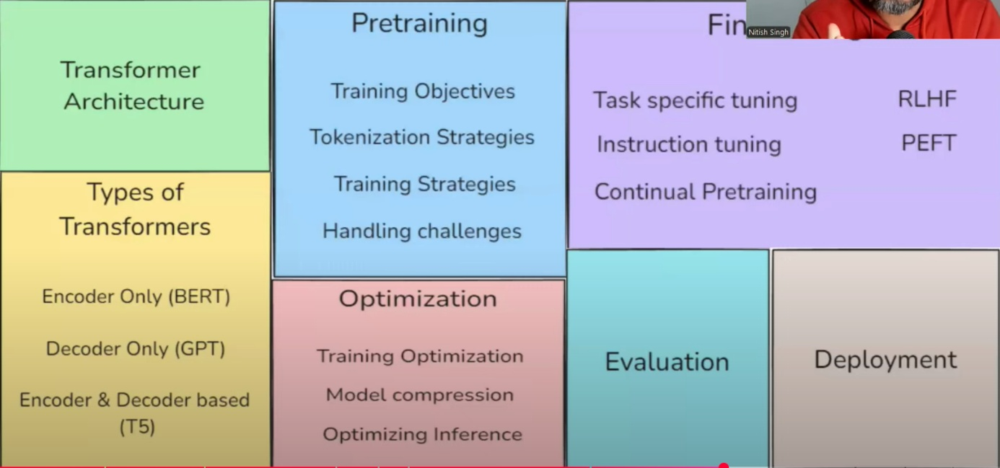 Transformer
Architecture
Types of
Transformers
Encoder Only (BERT)
Decoder Only (GPT)
Encoder & Decoder based
(T5)
Pretraining
Training Objectives
Tokenization Strategies
Training Strategies
Handling challenges
Optimization
Training Optimization
Model compression
Optimizing Inference
Fin
Nitish Singh
Task specific tuning
RLHF
Instruction tuning
PEFT
Continual Pretraining
Evaluation
Deployment